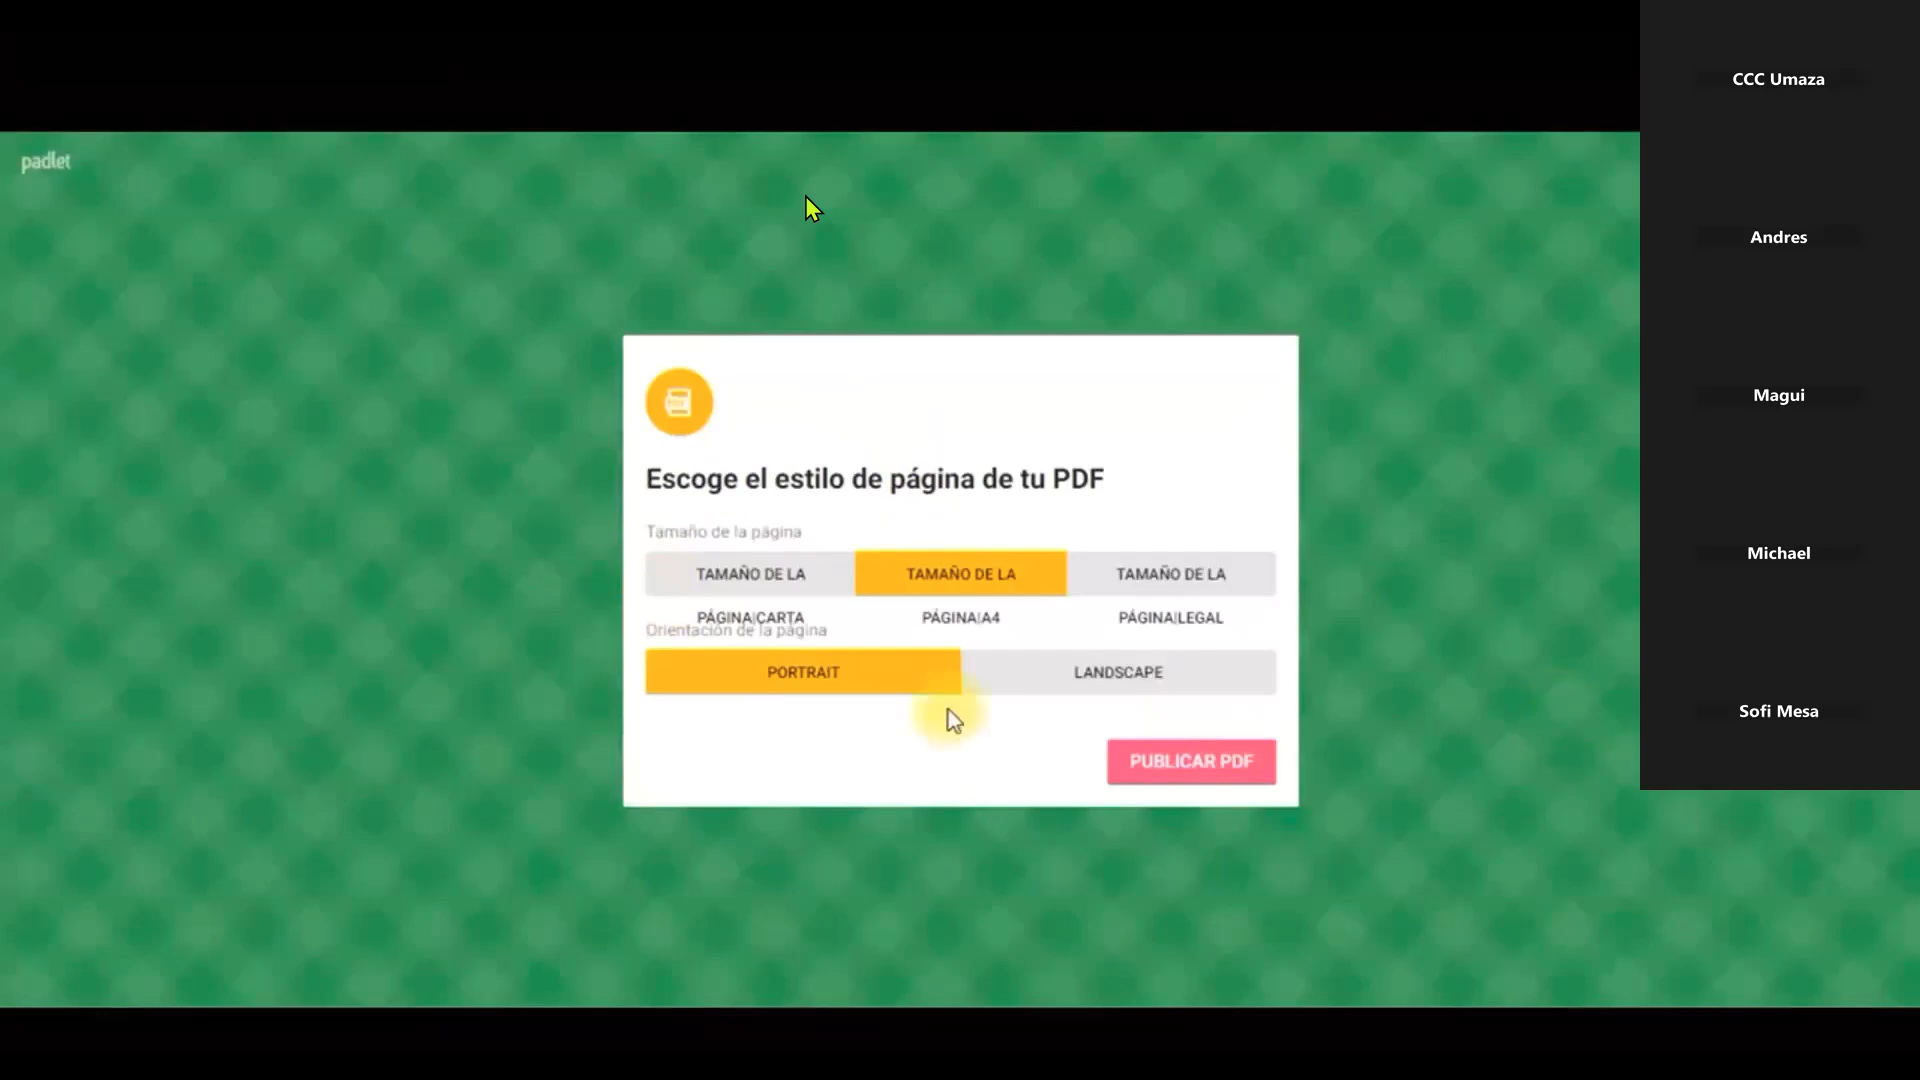 padlet
Escoge el estilo de página de tu PDF
Tamaño de la página
TAMAÑO DE LA PÁGINA|CARTA
TAMAÑO DE LA PÁGINA|A4
TAMAÑO DE LA PÁGINA|LEGAL
Orientación de la página
PORTRAIT
LANDSCAPE
PUBLICAR PDF
CCC Umaza
Andres
Magui
Michael
Sofi Mesa